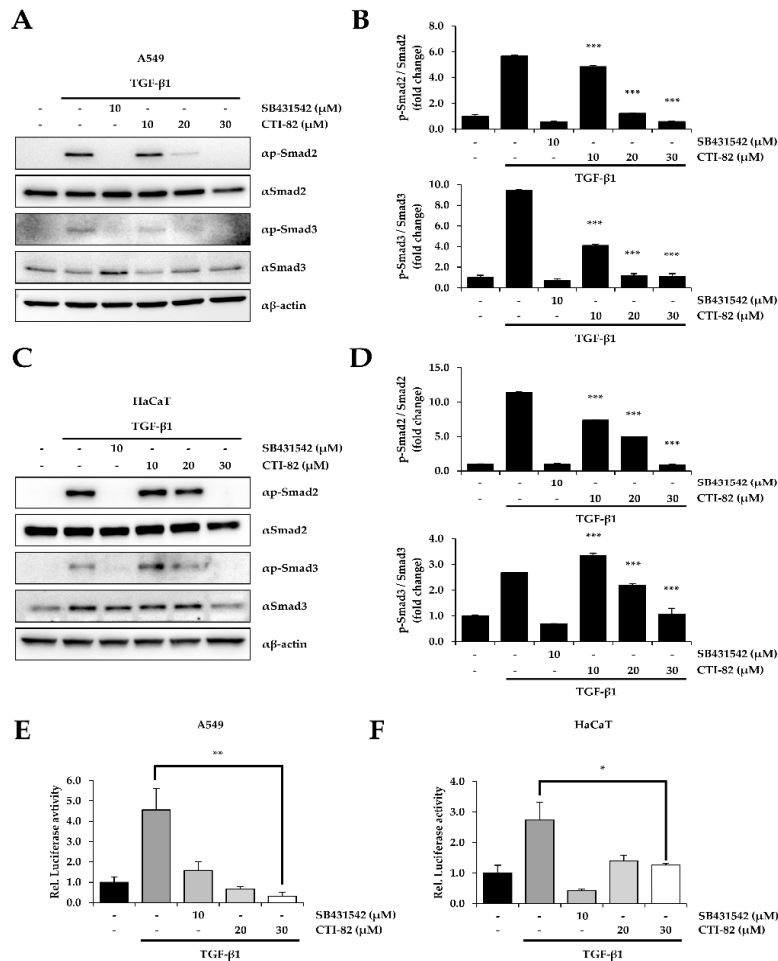 A
A549
TGF-β1
- - 10 - - - SB431542 (μM)
- - - 10 20 30 CTI-82 (μM)
αp-Smad2
αSmad2
αp-Smad3
αSmad3
αβ-actin
B
p-Smad2 / Smad2
(fold change)
8.0
6.0
4.0
2.0
0.0
*** *** ***
SB431542 (μM) - - 10 - - -
CTI-82 (μM) - - - 10 20 30
TGF-β1
p-Smad3 / Smad3
(fold change)
10.0
8.0
6.0
4.0
2.0
0.0
*** *** ***
- - 10 - - - SB431542 (μM)
- - - 10 20 30 CTI-82 (μM)
TGF-β1
C
HaCaT
TGF-β1
- - 10 - - - SB431542 (μM)
- - - 10 20 30 CTI-82 (μM)
αp-Smad2
αSmad2
αp-Smad3
αSmad3
αβ-actin
D
p-Smad2 / Smad2
(fold change)
15.0
10.0
5.0
0.0
*** *** ***
SB431542 (μM) - - 10 - - -
CTI-82 (μM) - - - 10 20 30
TGF-β1
p-Smad3 / Smad3
(fold change)
4.0
3.0
2.0
1.0
0.0
*** *** ***
- - 10 - - - SB431542 (μM)
- - - 10 20 30 CTI-82 (μM)
TGF-β1
E
A549
Rel. Luciferase avtivity
6.0
5.0
4.0
3.0
2.0
1.0
0.0
**
- - 10 - - SB431542 (μM)
- - - 20 30 CTI-82 (μM)
TGF-β1
F
HaCaT
Rel. Luciferase activity
4.0
3.0
2.0
1.0
0.0
*
- - 10 - - SB431542 (μM)
- - - 20 30 CTI-82 (μM)
TGF-β1